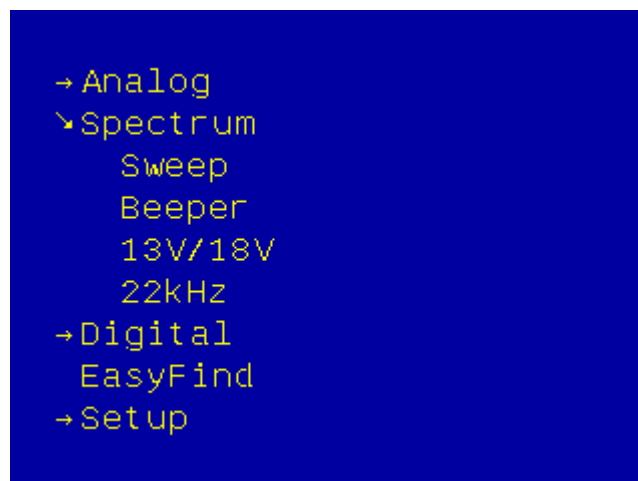 →Analog
↘Spectrum
Sweep
Beeper
13V/18V
22kHz
→Digital
EasyFind
→Setup